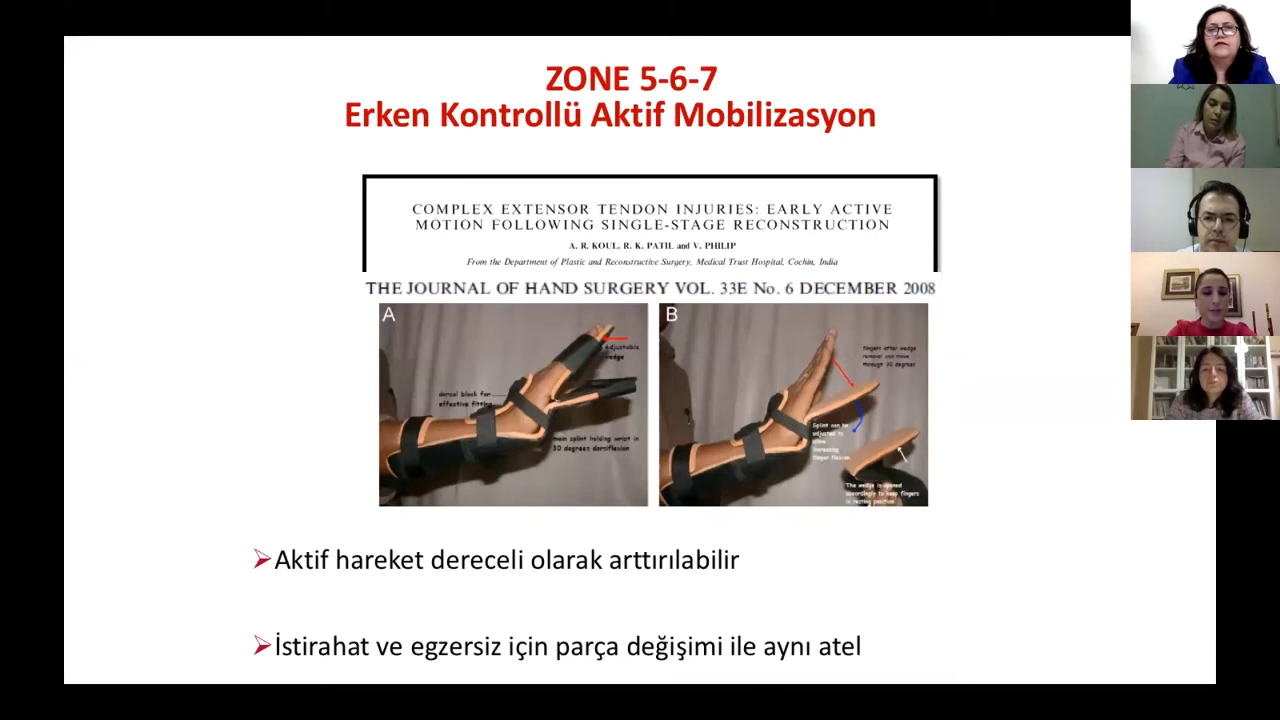 ZONE 5-6-7
Erken Kontrollü Aktif Mobilizasyon
COMPLEX EXTENSOR TENDON INJURIES: EARLY ACTIVE
MOTION FOLLOWING SINGLE-STAGE RECONSTRUCTION
A. R. KOUL, R. K. PATIL and V. PHILIP
From the Department of Plastic and Reconstructive Surgery, Medical Trust Hospital, Cochin, India
THE JOURNAL OF HAND SURGERY VOL. 33E No. 6 DECEMBER 2008
A
Adjustable
wedge
dorsal block for
effective fitting
main splint holding wrist in
30 degrees dorsiflexion
B
fingers after wedge
removal can move
through 30 degrees
Splint can be
adjusted to
allow
increasing
finger flexion
The wedge is opened
accordingly to keep fingers
in resting position
➢Aktif hareket dereceli olarak arttırılabilir
➢İstirahat ve egzersiz için parça değişimi ile aynı atel